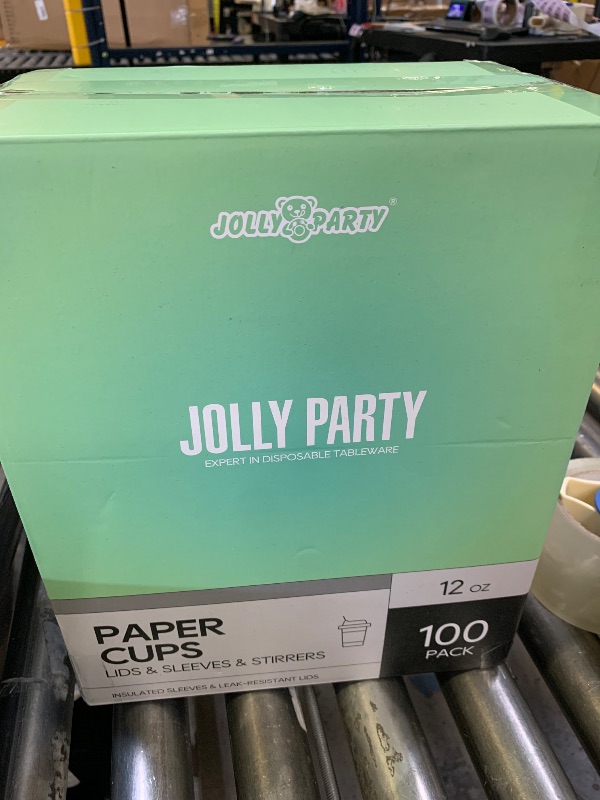 JOLLY PARTY®
JOLLY PARTY
EXPERT IN DISPOSABLE TABLEWARE
12 OZ
PAPER
CUPS
100
PACK
LIDS & SLEEVES & STIRRERS
INSULATED SLEEVES & LEAK-RESISTANT LIDS